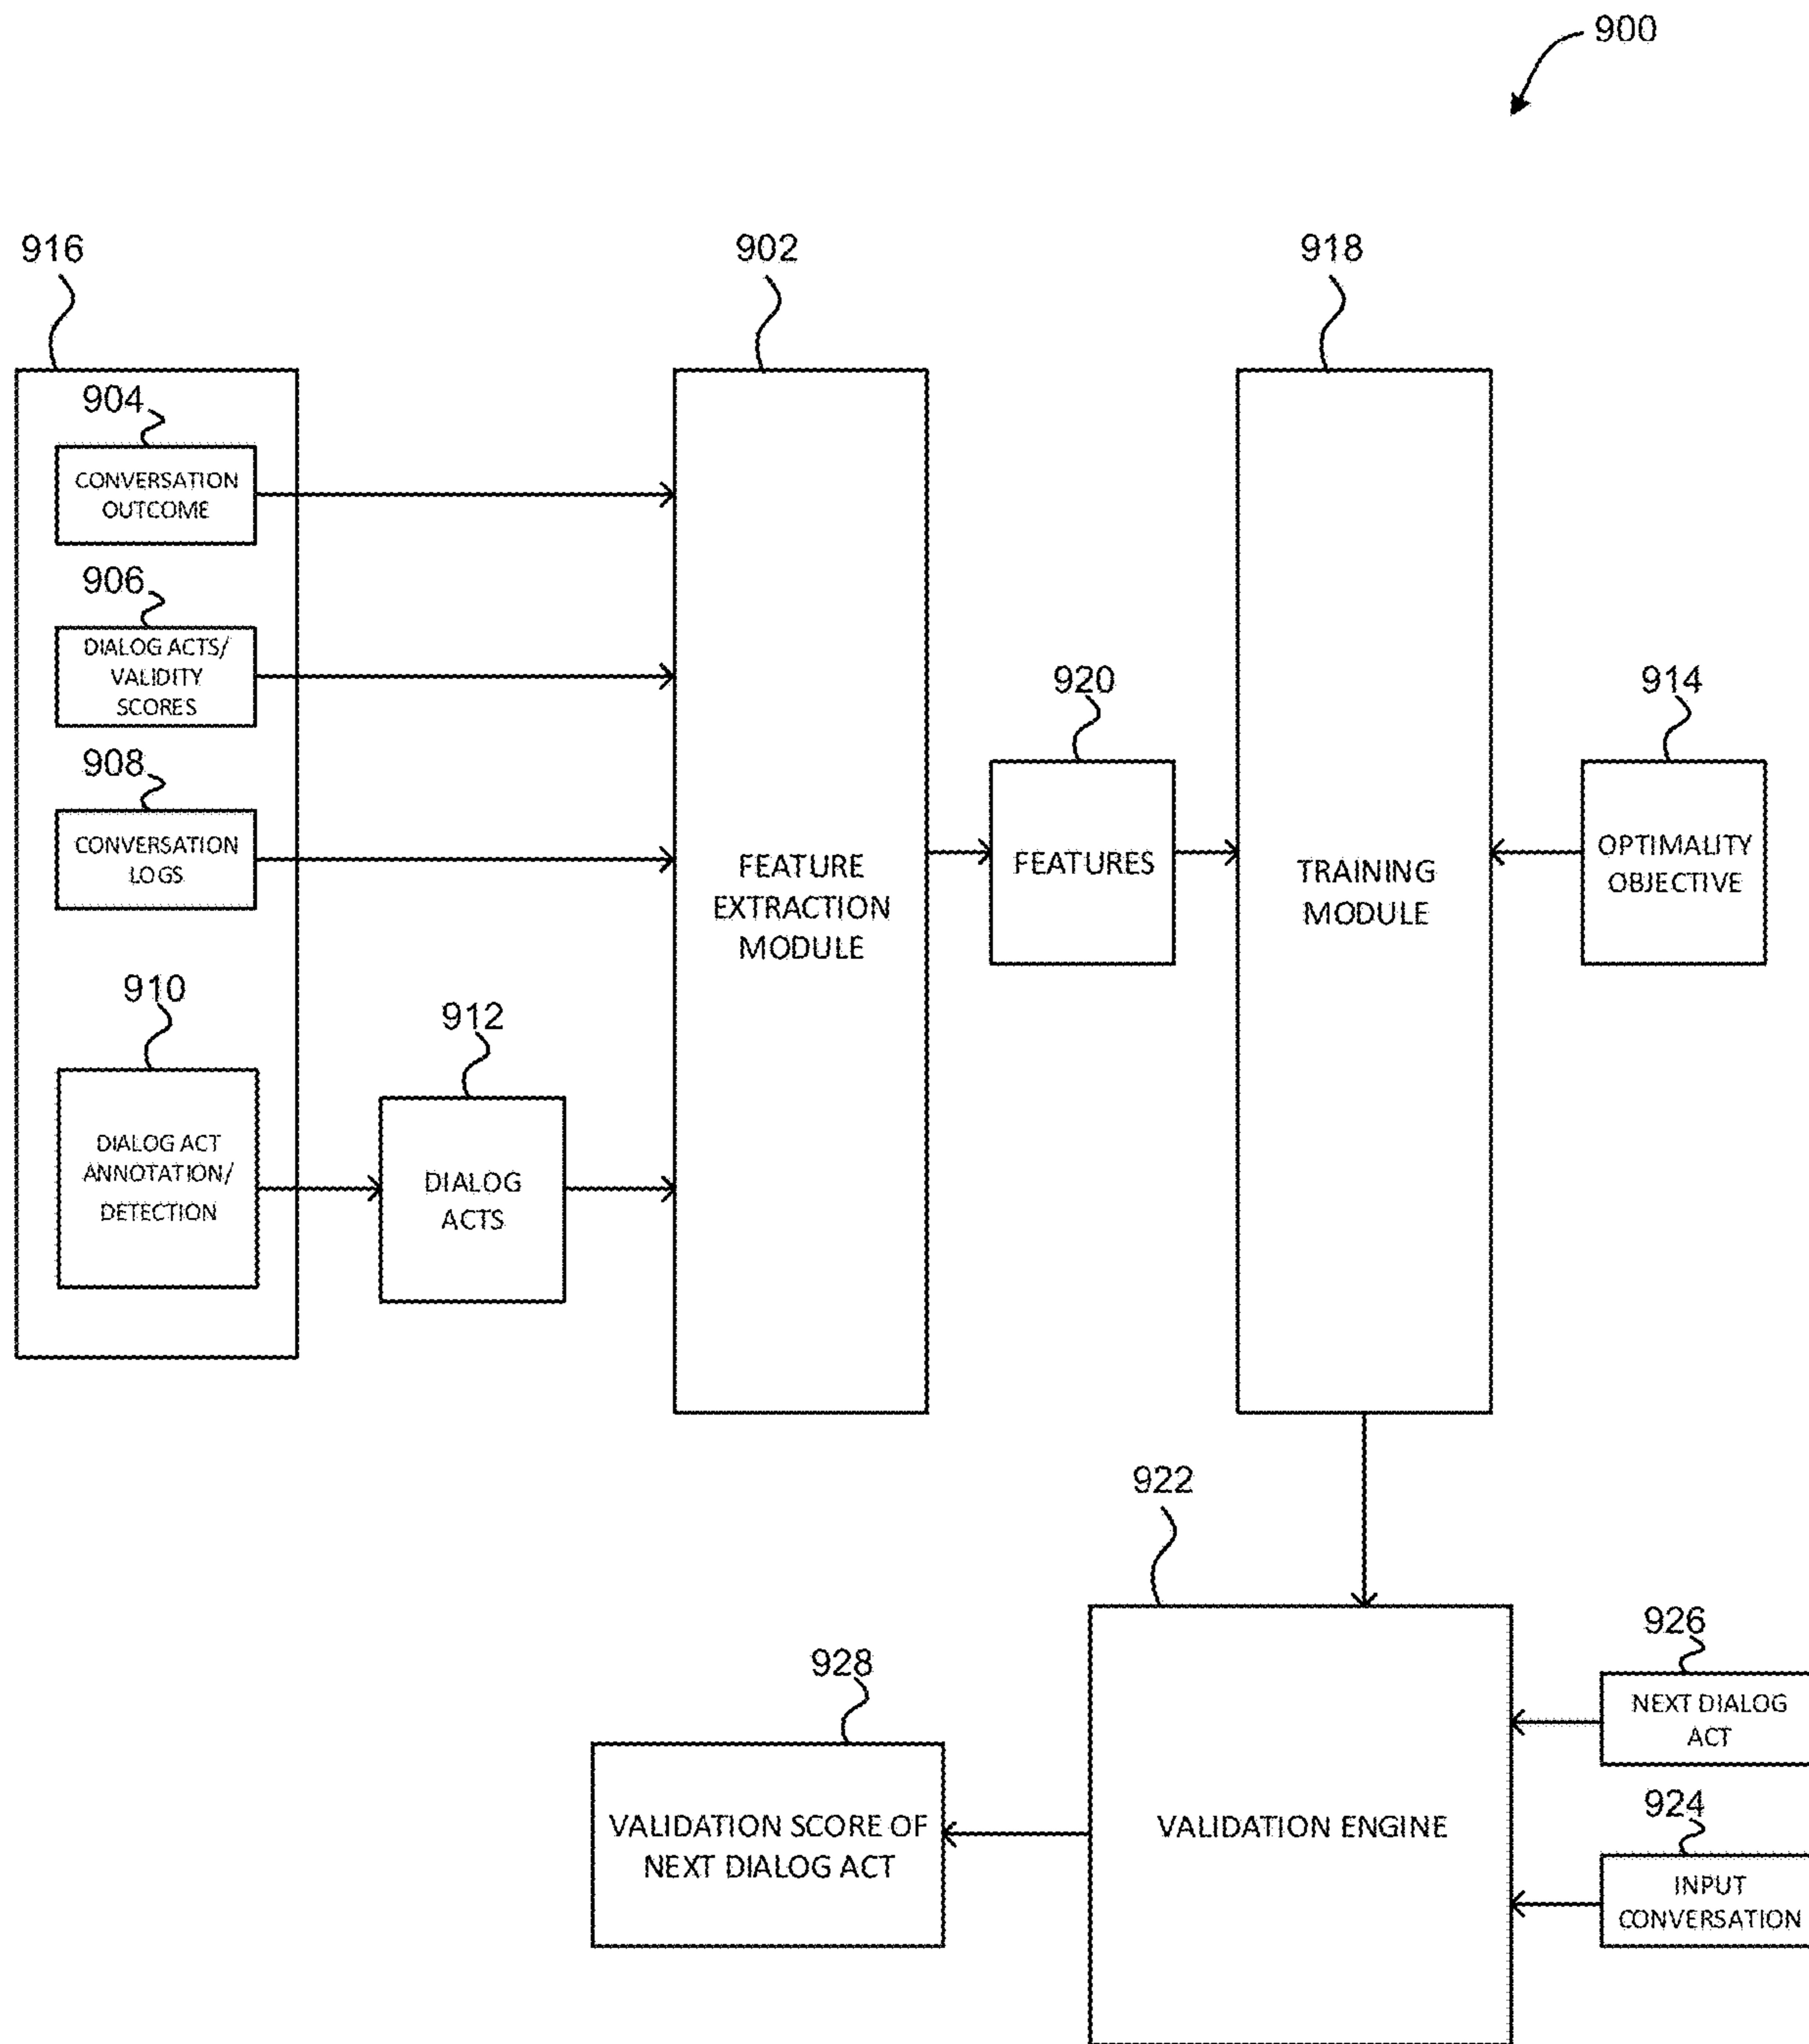 900
916
902
918
904
CONVERSATION
OUTCOME
906
DIALOG ACTS/
VALIDITY
SCORES
908
CONVERSATION
LOGS
910
DIALOG ACT
ANNOTATION/
DETECTION
912
DIALOG
ACTS
FEATURE
EXTRACTION
MODULE
920
FEATURES
TRAINING
MODULE
914
OPTIMALITY
OBJECTIVE
922
VALIDATION ENGINE
926
NEXT DIALOG
ACT
924
INPUT
CONVERSATION
928
VALIDATION SCORE OF
NEXT DIALOG ACT